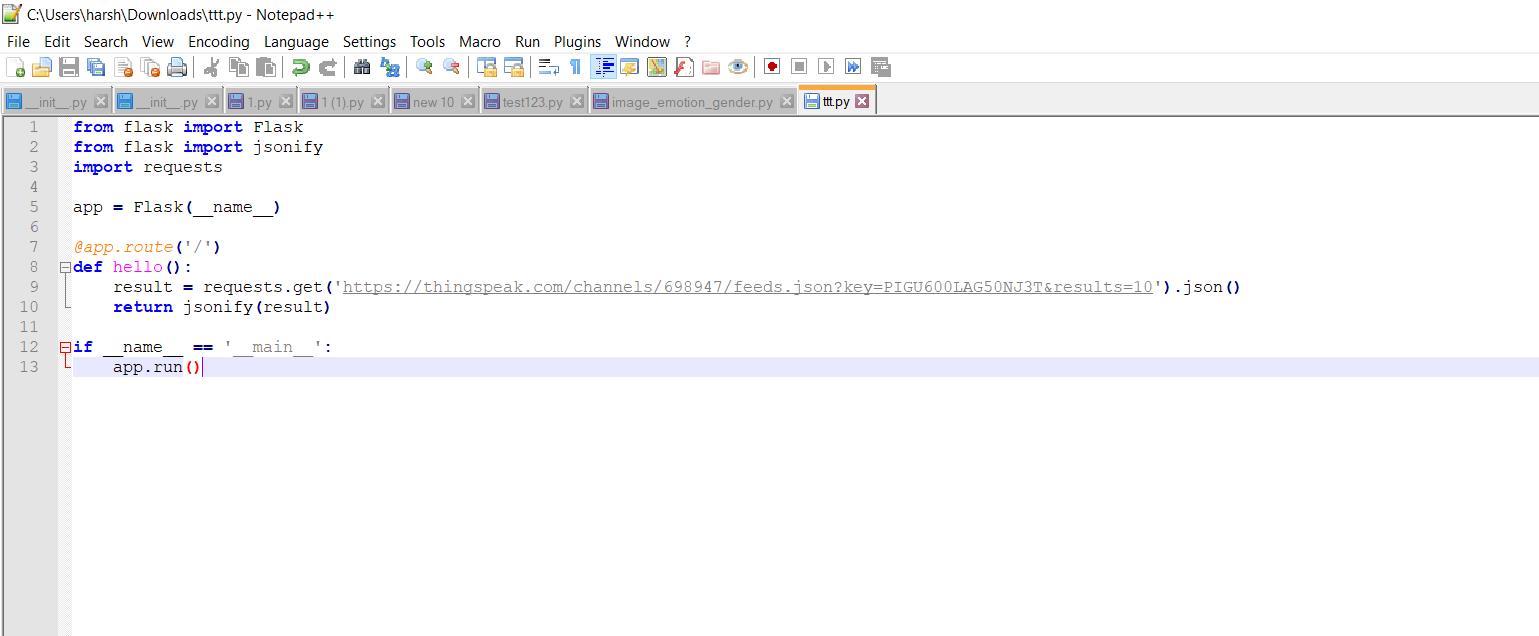 C:\Users\harsh\Downloads\ttt.py - Notepad++
File Edit Search View Encoding Language Settings Tools Macro Run Plugins Window ?
__init__.py __init__.py 1.py 1 (1).py new 10 test123.py image_emotion_gender.py ttt.py
1 from flask import Flask
2 from flask import jsonify
3 import requests
4
5 app = Flask(__name__)
6
7 @app.route('/')
8 def hello():
9     result = requests.get('https://thingspeak.com/channels/698947/feeds.json?key=PIGU600LAG50NJ3T&results=10').json()
10     return jsonify(result)
11
12 if __name__ == '__main__':
13     app.run()